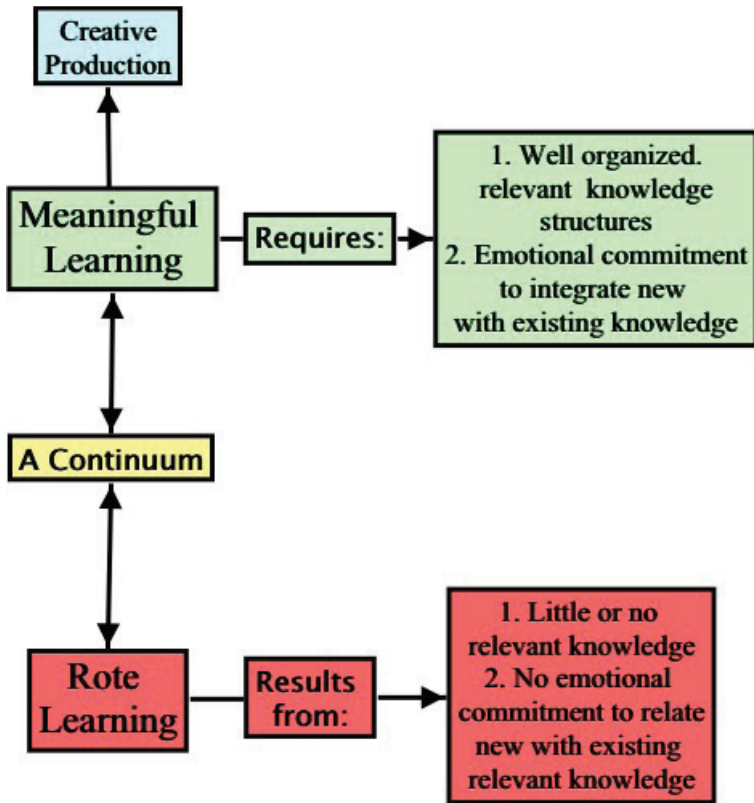 Creative
Production
Meaningful
Learning
Requires:
1. Well organized.
relevant knowledge
structures
2. Emotional commitment
to integrate new
with existing knowledge
A Continuum
Rote
Learning
Results
from:
1. Little or no
relevant knowledge
2. No emotional
commitment to relate
new with existing
relevant knowledge